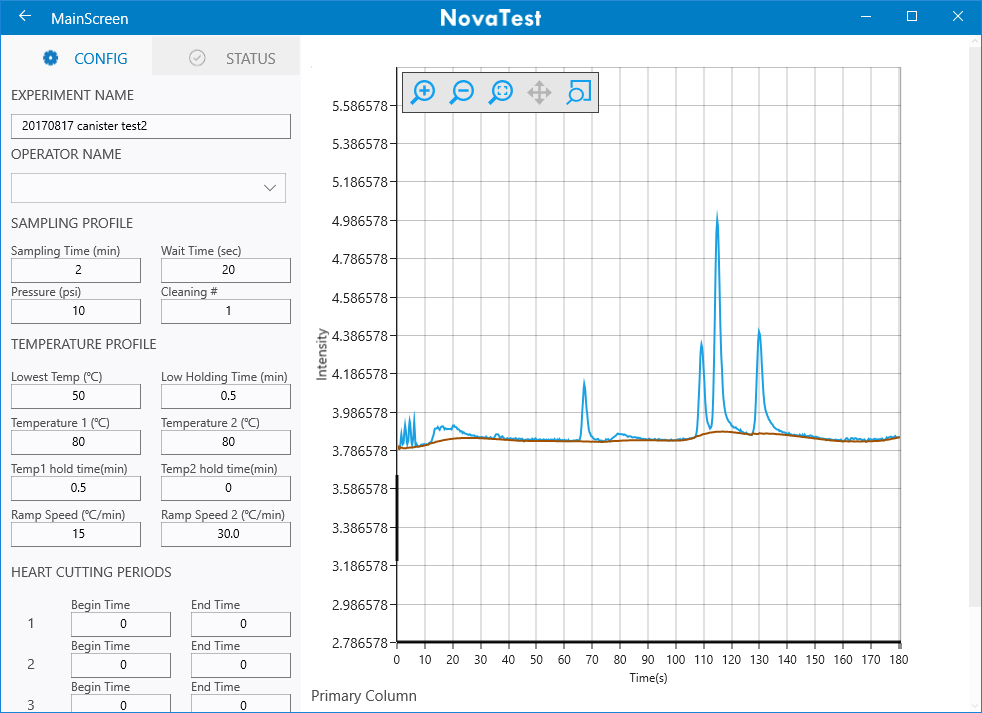 MainScreen
NovaTest
CONFIG
STATUS
EXPERIMENT NAME
20170817 canister test2
OPERATOR NAME
SAMPLING PROFILE
Sampling Time (min) Wait Time (sec)
2 20
Pressure (psi) Cleaning #
10 1
TEMPERATURE PROFILE
Lowest Temp (℃) Low Holding Time (min)
50 0.5
Temperature 1 (℃) Temperature 2 (℃)
80 80
Temp1 hold time(min) Temp2 hold time(min)
0.5 0
Ramp Speed (℃/min) Ramp Speed 2 (℃/min)
15 30.0
HEART CUTTING PERIODS
Begin Time End Time
1 0 0
Begin Time End Time
2 0 0
Begin Time End Time
3 0 0
Intensity
5.586578
5.386578
5.186578
4.986578
4.786578
4.586578
4.386578
4.186578
3.986578
3.786578
3.586578
3.386578
3.186578
2.986578
2.786578
0 10 20 30 40 50 60 70 80 90 100 110 120 130 140 150 160 170 180
Time(s)
Primary Column